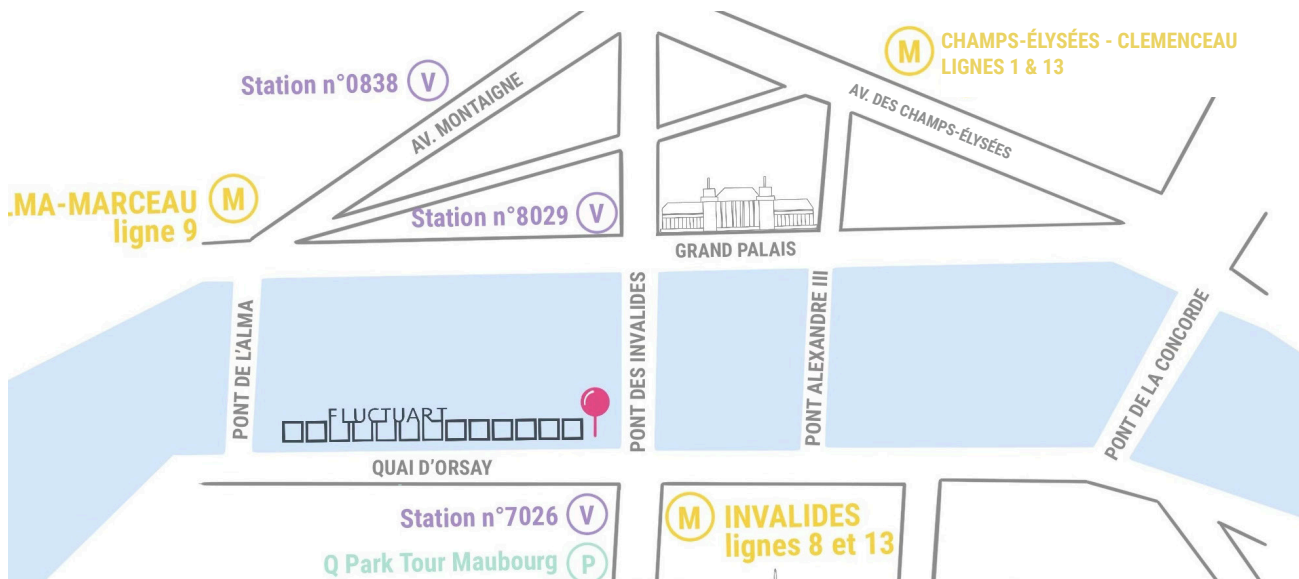 CHAMPS-ÉLYSÉES - CLEMENCEAU
M
LIGNES 1 & 13
Station n°0838 V
AV. MONTAIGNE
AV. DES CHAMPS-ÉLYSÉES
.MA-MARCEAU M
ligne 9
Station n°8029 V
GRAND PALAIS
PONT DE L'ALMA
PONT DES INVALIDES
PONT ALEXANDRE III
PONT DE LA CONCORDE
FLUCTUART
QUAI D'ORSAY
Station n°7026 V
M INVALIDES
lignes 8 et 13
Q Park Tour Maubourg P